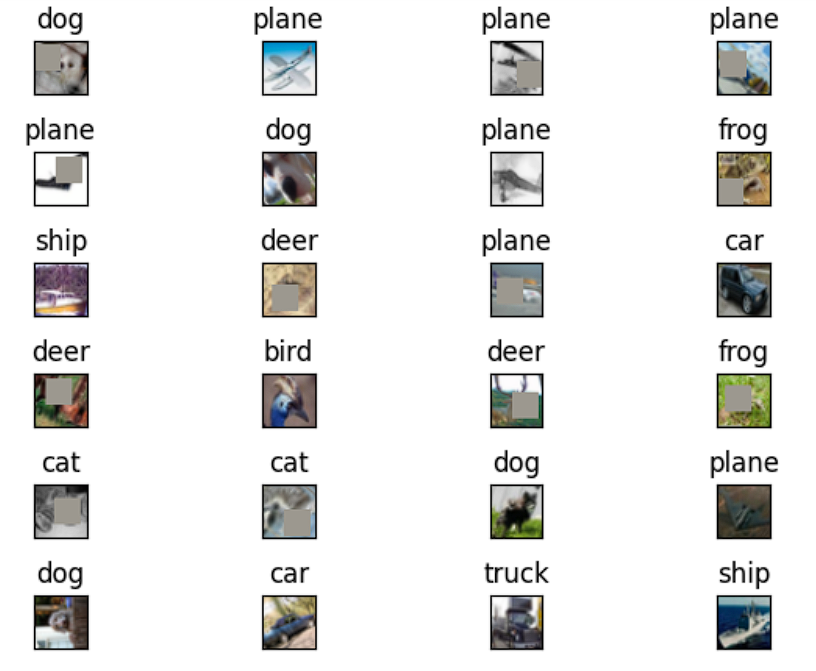 dog plane plane plane
plane dog plane frog
ship deer plane car
deer bird deer frog
cat cat dog plane
dog car truck ship